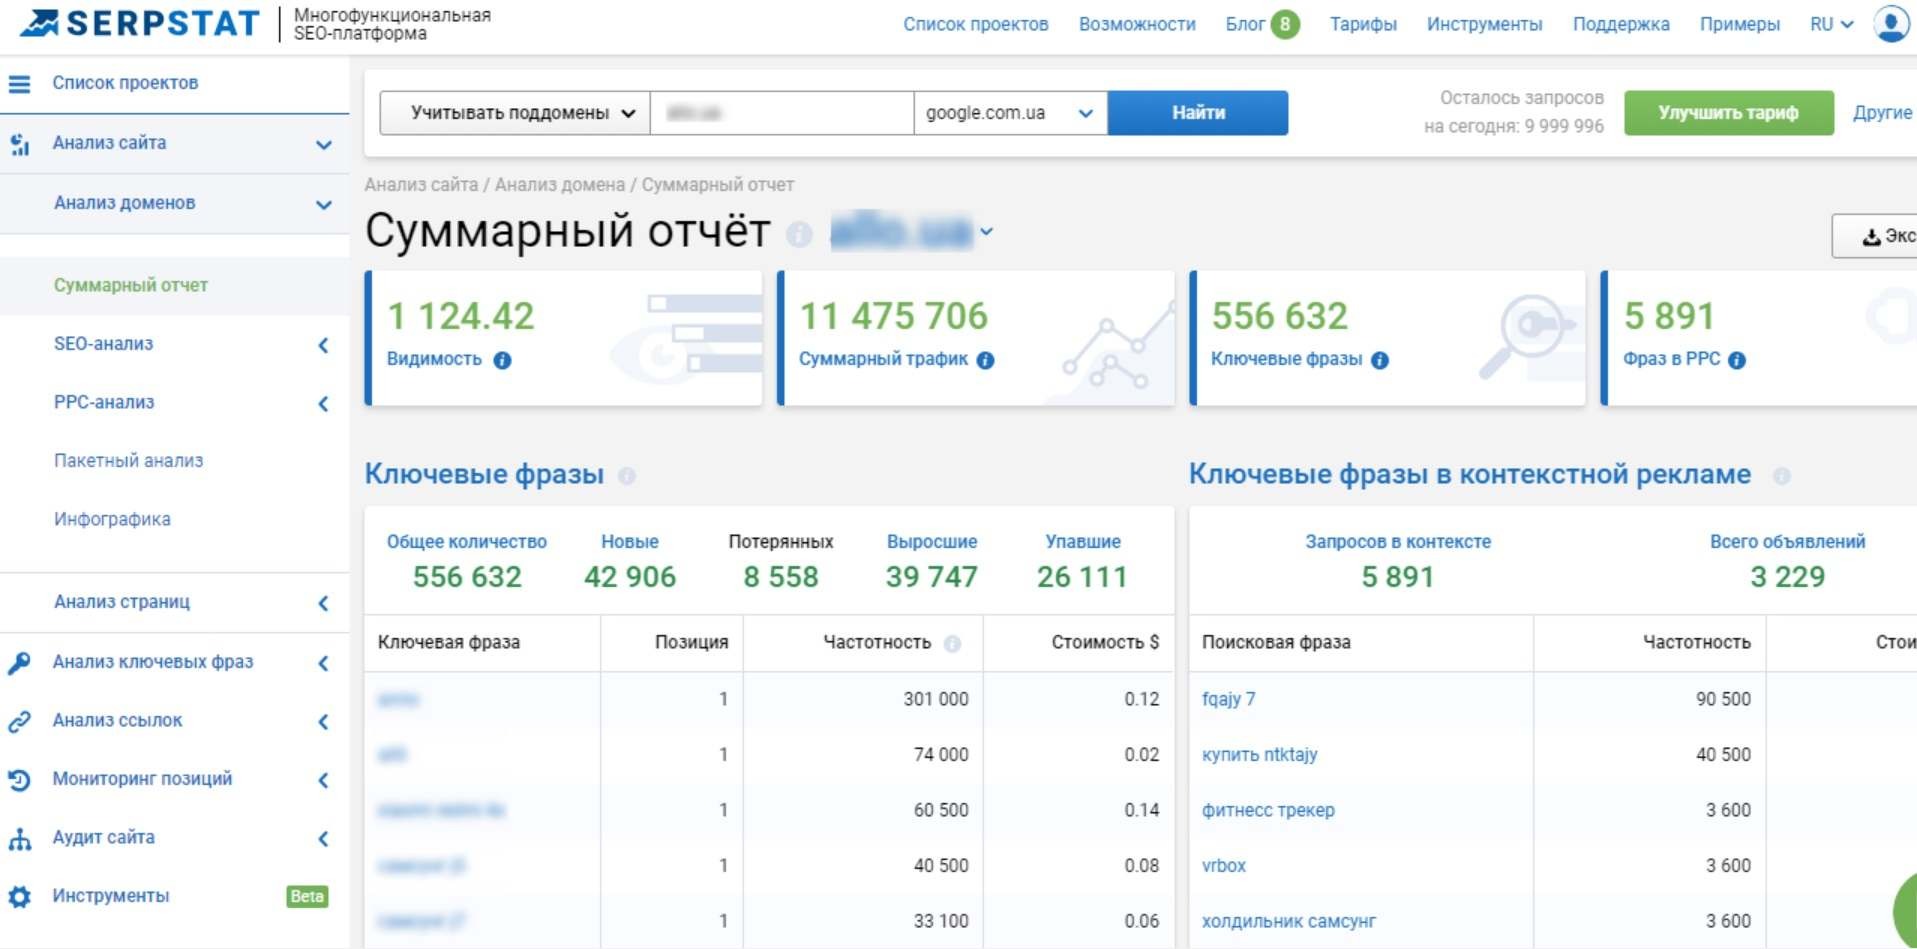 SERPSTAT
Многофункциональная
SEO-платформа
Список проектов Возможности Блог 8 Тарифы Инструменты Поддержка Примеры RU
Список проектов
Анализ сайта
Анализ доменов
Суммарный отчет
SEO-анализ
PPC-анализ
Пакетный анализ
Инфографика
Анализ страниц
Анализ ключевых фраз
Анализ ссылок
Мониторинг позиций
Аудит сайта
Инструменты Beta
Учитывать поддомены google.com.ua Найти
Осталось запросов
на сегодня: 9 999 996
Улучшить тариф Другие
Анализ сайта / Анализ домена / Суммарный отчет
Суммарный отчёт
Экс
1 124.42
Видимость
11 475 706
Суммарный трафик
556 632
Ключевые фразы
5 891
Фраз в PPC
Ключевые фразы
Общее количество Новые Потерянных Выросшие Упавшие
556 632 42 906 8 558 39 747 26 111
Ключевая фраза Позиция Частотность Стоимость $
1 301 000 0.12
1 74 000 0.02
1 60 500 0.14
1 40 500 0.08
1 33 100 0.06
Ключевые фразы в контекстной рекламе
Запросов в контексте Всего объявлений
5 891 3 229
Поисковая фраза Частотность Стои
fqajy 7 90 500
купить ntktajy 40 500
фитнесс трекер 3 600
vrbox 3 600
холдильник самсунг 3 600